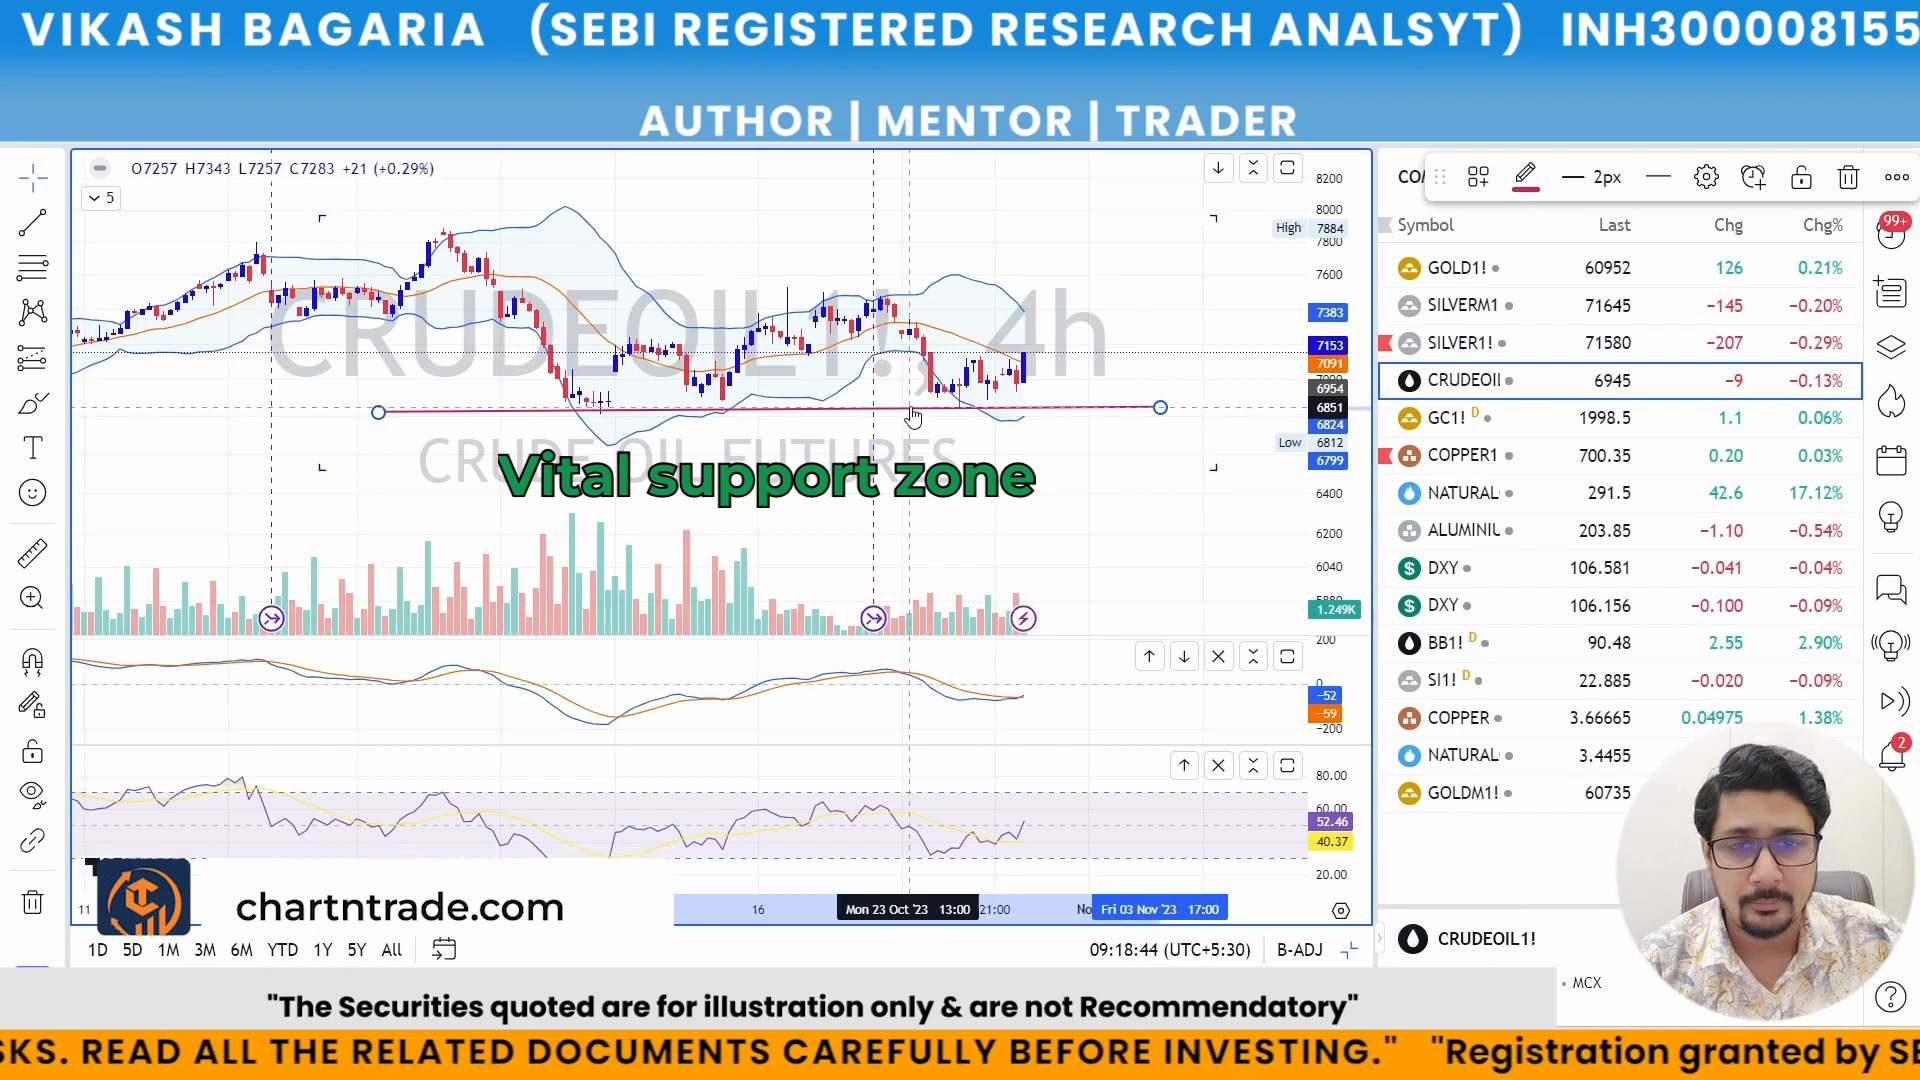 VIKASH BAGARIA (SEBI REGISTERED RESEARCH ANALSYT) INH300008155
AUTHOR | MENTOR | TRADER
O7257 H7343 L7257 C7283 +21 (+0.29%)
5
CRUDEOIL1!, 4h
CRUDE OIL FUTURES
Vital support zone
8200
8000
High 7884
7800
7600
7383
7153
7091
6954
6851
6824
Low 6812
6799
6400
6200
6040
1.249K
200
0
−52
−59
−200
80.00
60.00
52.46
40.37
20.00
2px
Symbol Last Chg Chg%
GOLD1! 60952 126 0.21%
SILVERM1 71645 −145 −0.20%
SILVER1! 71580 −207 −0.29%
CRUDEOIL 6945 −9 −0.13%
GC1! D 1998.5 1.1 0.06%
COPPER1 700.35 0.20 0.03%
NATURAL 291.5 42.6 17.12%
ALUMINIU 203.85 −1.10 −0.54%
DXY 106.581 −0.041 −0.04%
DXY 106.156 −0.100 −0.09%
BB1! D 90.48 2.55 2.90%
SI1! D 22.885 −0.020 −0.09%
COPPER 3.66665 0.04975 1.38%
NATURAL 3.4455
GOLDM1! 60735
99+
2
11 16 Mon 23 Oct '23 13:00 21:00 No Fri 03 Nov '23 17:00
chartntrade.com
1D 5D 1M 3M 6M YTD 1Y 5Y All
09:18:44 (UTC+5:30) B-ADJ
CRUDEOIL1!
MCX
"The Securities quoted are for illustration only & are not Recommendatory"
SKS. READ ALL THE RELATED DOCUMENTS CAREFULLY BEFORE INVESTING." "Registration granted by SE